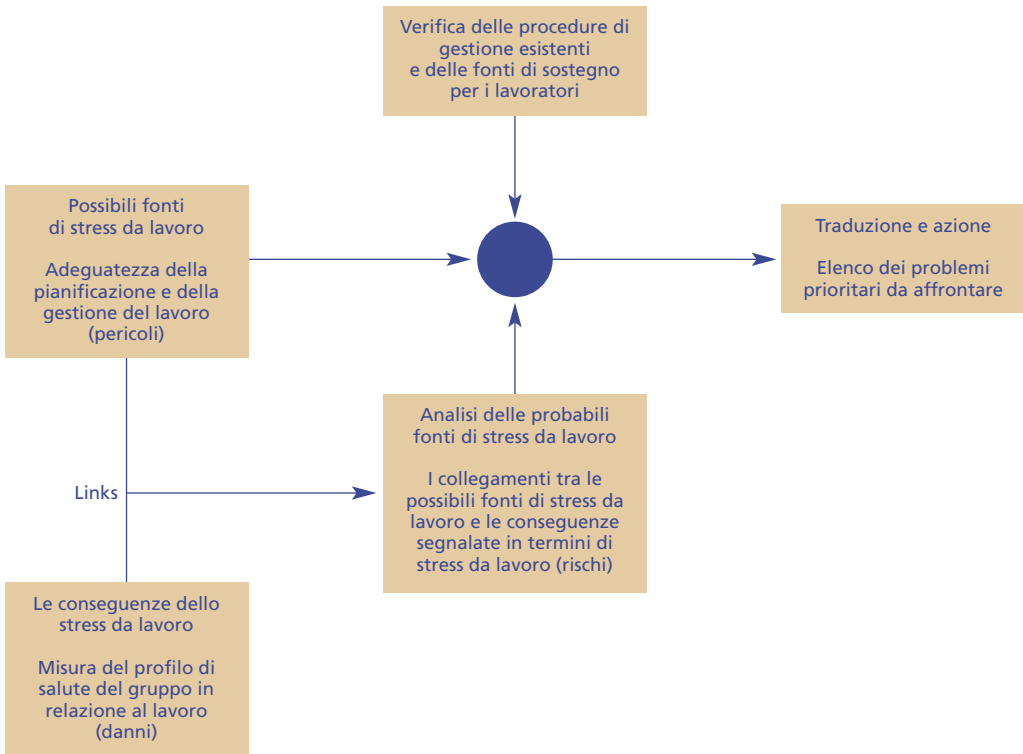 Verifica delle procedure di
gestione esistenti
e delle fonti di sostegno
per i lavoratori
Possibili fonti
di stress da lavoro
Adeguatezza della
pianificazione e della
gestione del lavoro
(pericoli)
Traduzione e azione
Elenco dei problemi
prioritari da affrontare
Analisi delle probabili
fonti di stress da lavoro
I collegamenti tra le
possibili fonti di stress da
lavoro e le conseguenze
segnalate in termini di
stress da lavoro (rischi)
Links
Le conseguenze dello
stress da lavoro
Misura del profilo di
salute del gruppo in
relazione al lavoro
(danni)